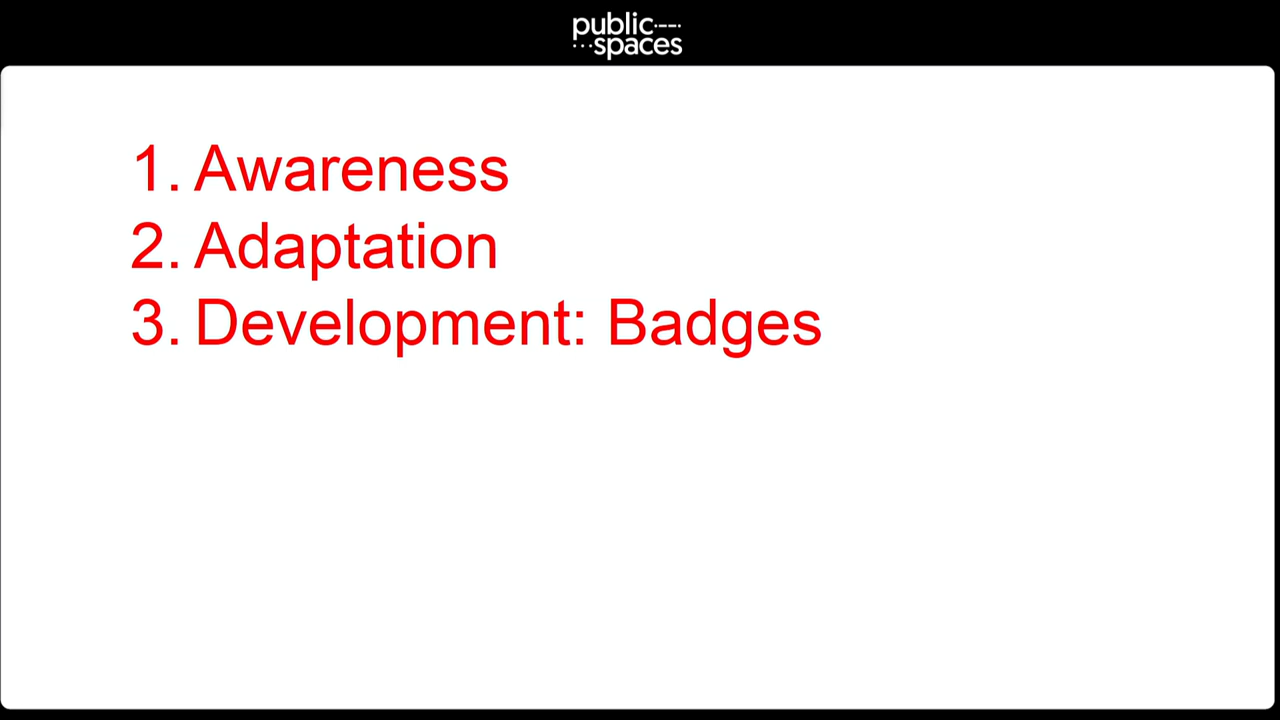 public
spaces
1. Awareness
2. Adaptation
3. Development: Badges